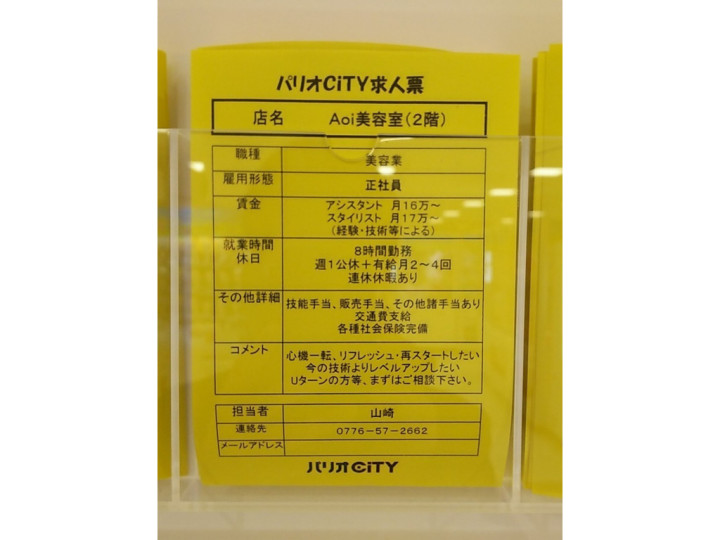 パリオCiTY求人票
店名 Aoi美容室(2階)
職種 美容業
雇用形態 正社員
賃金 アシスタント 月16万～
スタイリスト 月17万～
(経験・技術等による)
就業時間 8時間勤務
休日 週1公休＋有給月2～4回
連休休暇あり
その他詳細 技能手当、販売手当、その他諸手当あり
交通費支給
各種社会保険完備
コメント 心機一転、リフレッシュ・再スタートしたい
今の技術よりレベルアップしたい
Uターンの方等、まずはご相談下さい。
担当者 山崎
連絡先 0776-57-2662
メールアドレス
パリオCiTY